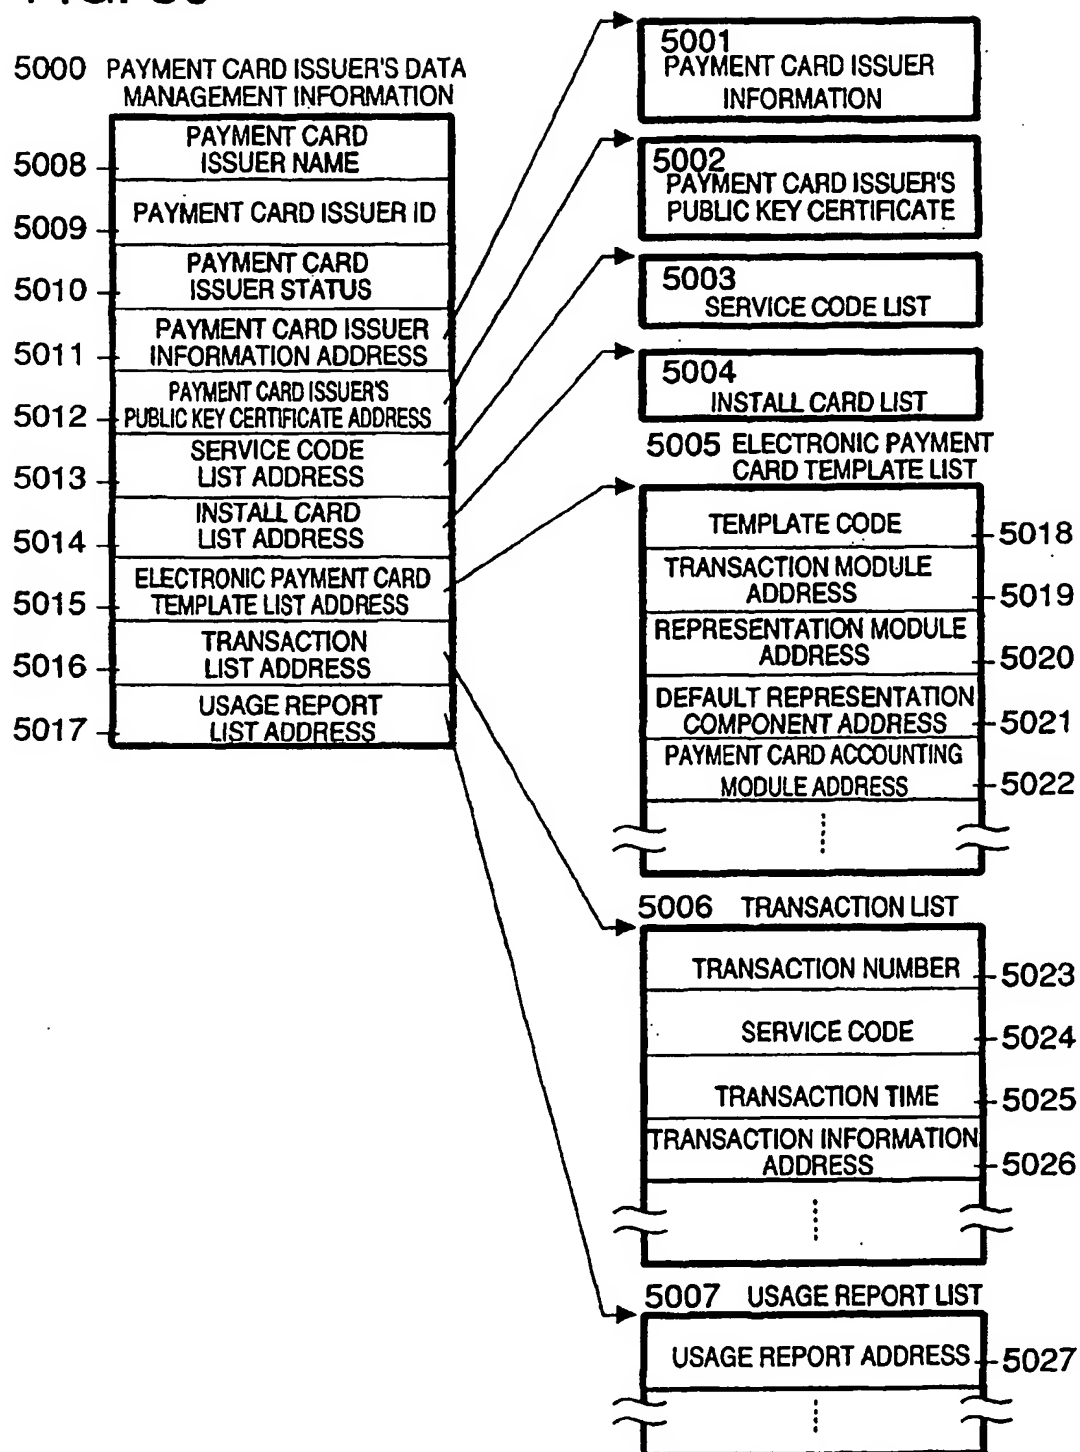 5000 PAYMENT CARD ISSUER'S DATA
MANAGEMENT INFORMATION
PAYMENT CARD
ISSUER NAME
5008
PAYMENT CARD ISSUER ID
5009
PAYMENT CARD
ISSUER STATUS
5010
PAYMENT CARD ISSUER
INFORMATION ADDRESS
5011
PAYMENT CARD ISSUER'S
PUBLIC KEY CERTIFICATE ADDRESS
5012
SERVICE CODE
LIST ADDRESS
5013
INSTALL CARD
LIST ADDRESS
5014
ELECTRONIC PAYMENT CARD
TEMPLATE LIST ADDRESS
5015
TRANSACTION
LIST ADDRESS
5016
USAGE REPORT
LIST ADDRESS
5017
5001
PAYMENT CARD ISSUER
INFORMATION
5002
PAYMENT CARD ISSUER'S
PUBLIC KEY CERTIFICATE
5003
SERVICE CODE LIST
5004
INSTALL CARD LIST
5005 ELECTRONIC PAYMENT
CARD TEMPLATE LIST
TEMPLATE CODE
5018
TRANSACTION MODULE
ADDRESS
5019
REPRESENTATION MODULE
ADDRESS
5020
DEFAULT REPRESENTATION
COMPONENT ADDRESS
5021
PAYMENT CARD ACCOUNTING
MODULE ADDRESS
5022
5006 TRANSACTION LIST
TRANSACTION NUMBER
5023
SERVICE CODE
5024
TRANSACTION TIME
5025
TRANSACTION INFORMATION
ADDRESS
5026
5007 USAGE REPORT LIST
USAGE REPORT ADDRESS
5027